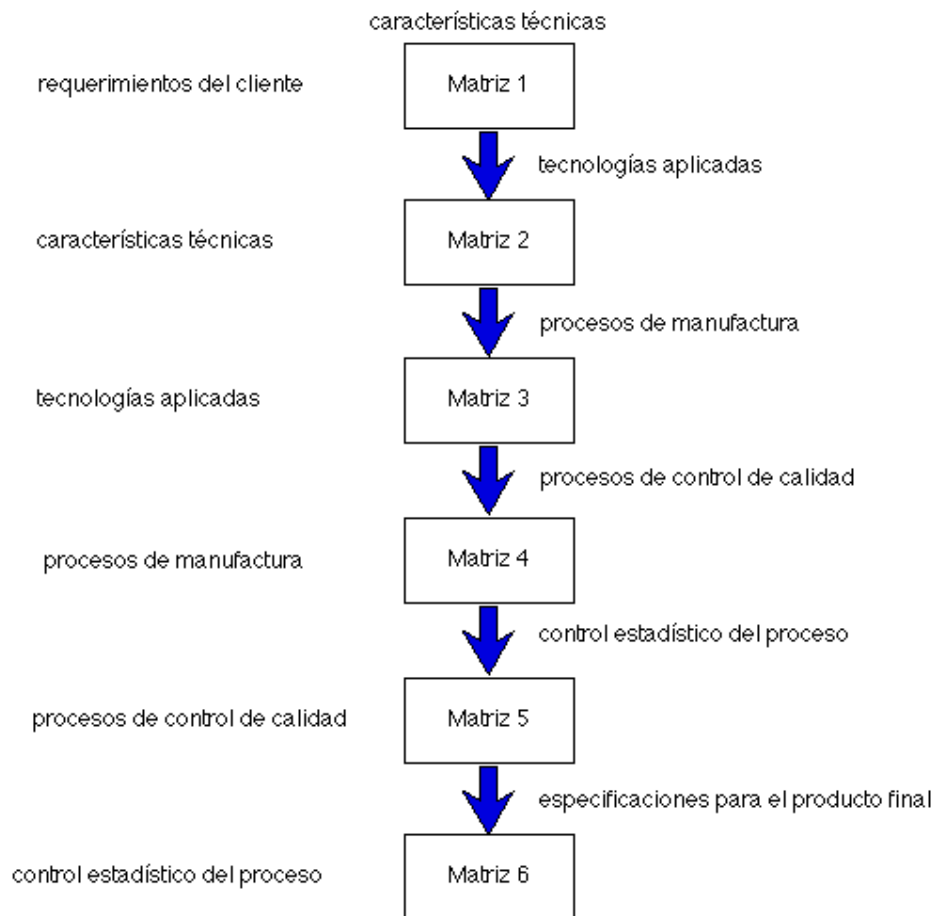 características técnicas
requerimientos del cliente
Matriz 1
tecnologías aplicadas
características técnicas
Matriz 2
procesos de manufactura
tecnologías aplicadas
Matriz 3
procesos de control de calidad
procesos de manufactura
Matriz 4
control estadístico del proceso
procesos de control de calidad
Matriz 5
especificaciones para el producto final
control estadístico del proceso
Matriz 6